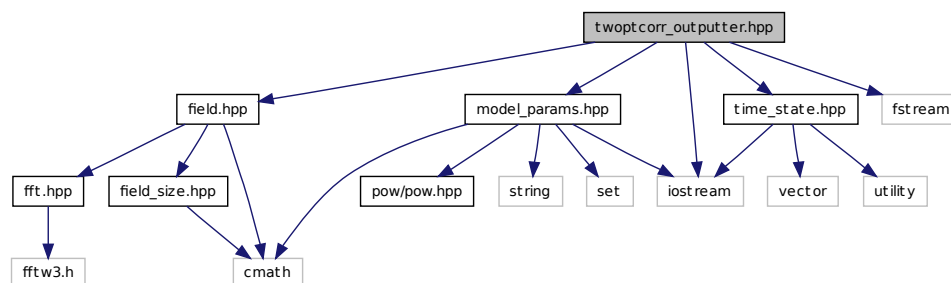 twoptcorr_outputter.hpp
field.hpp
model_params.hpp
time_state.hpp
fstream
fft.hpp
field_size.hpp
pow/pow.hpp
string
set
iostream
vector
utility
fftw3.h
cmath